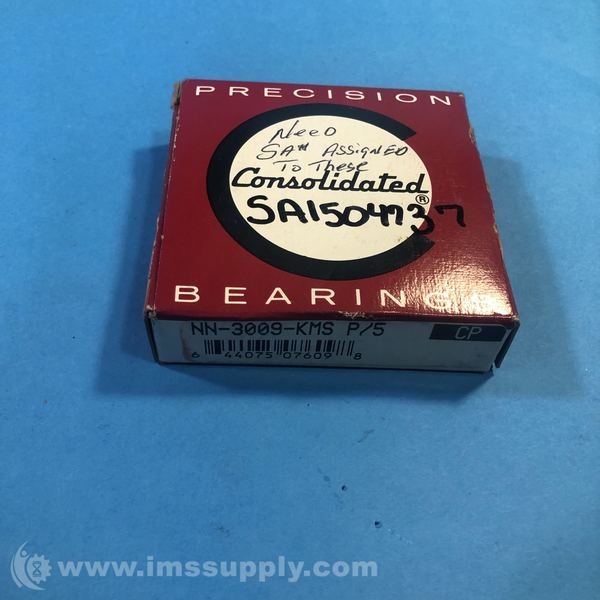 PRECISION
NeeD
SA# ASSIGNED
To These
Consolidated®
SA1504737
BEARINGS
NN-3009-KMS P/5
CP
6 44075 07609 8
www.imssupply.com